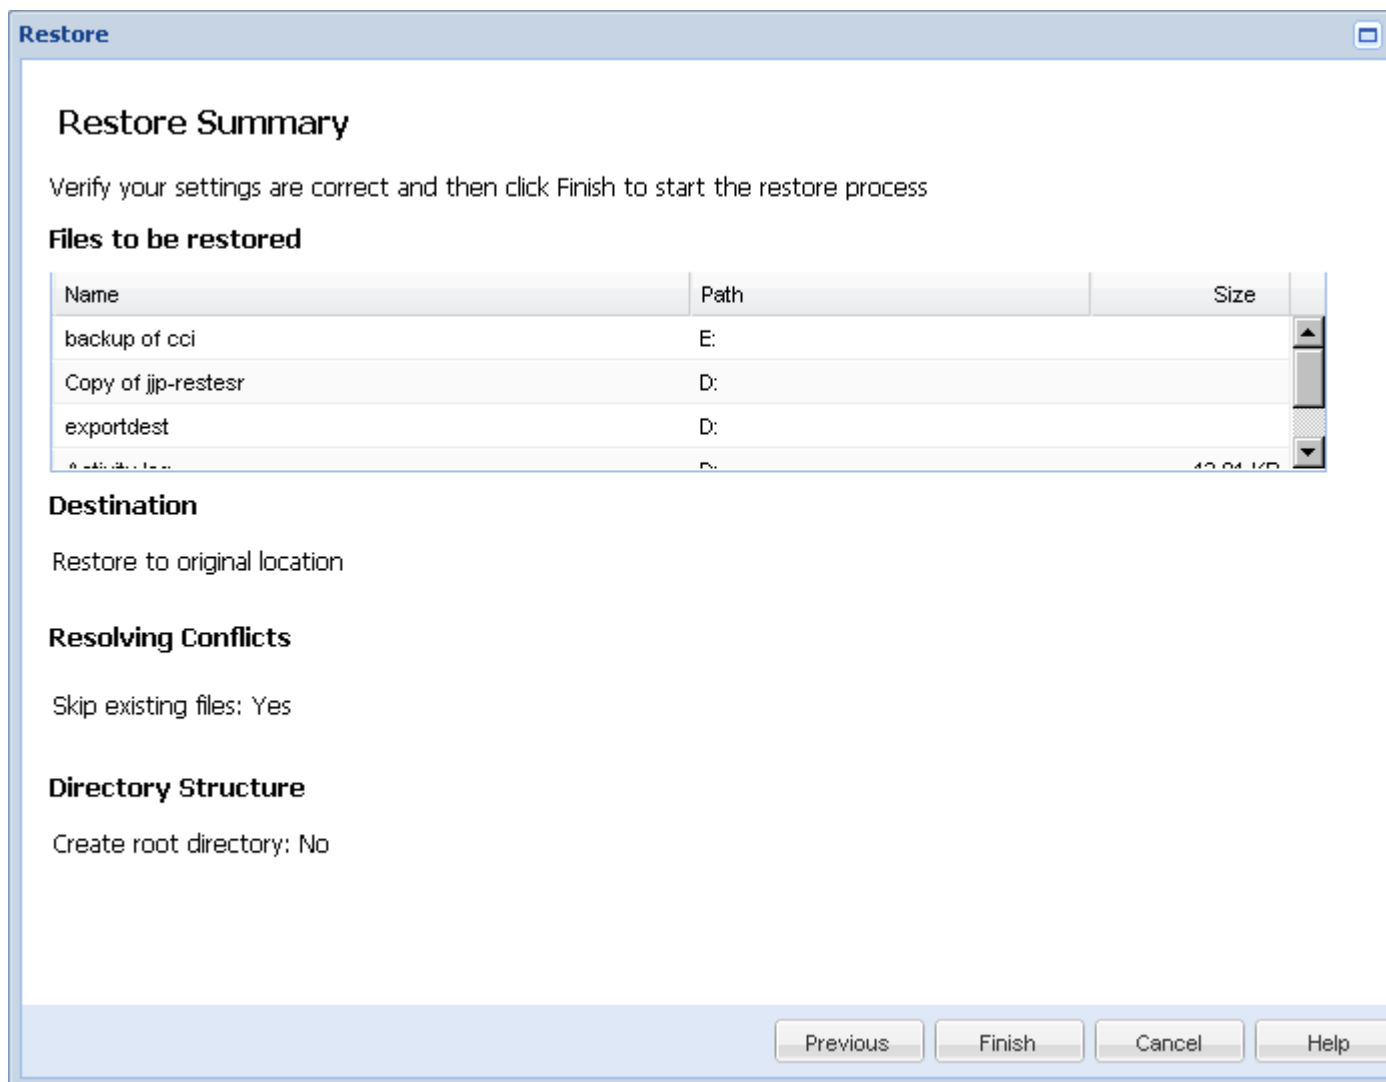 Restore
Restore Summary
Verify your settings are correct and then click Finish to start the restore process
Files to be restored
Name Path Size
backup of cci E:
Copy of jjp-restesr D:
exportdest D:
Destination
Restore to original location
Resolving Conflicts
Skip existing files: Yes
Directory Structure
Create root directory: No
Previous Finish Cancel Help